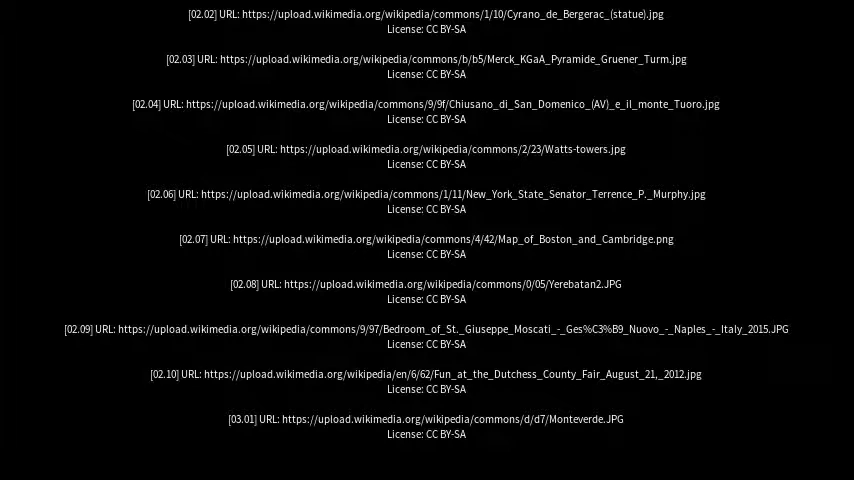 [02.02] URL: https://upload.wikimedia.org/wikipedia/commons/1/10/Cyrano_de_Bergerac_(statue).jpg
License: CC BY-SA
[02.03] URL: https://upload.wikimedia.org/wikipedia/commons/b/b5/Merck_KGaA_Pyramide_Gruener_Turm.jpg
License: CC BY-SA
[02.04] URL: https://upload.wikimedia.org/wikipedia/commons/9/9f/Chiusano_di_San_Domenico_(AV)_e_il_monte_Tuoro.jpg
License: CC BY-SA
[02.05] URL: https://upload.wikimedia.org/wikipedia/commons/2/23/Watts-towers.jpg
License: CC BY-SA
[02.06] URL: https://upload.wikimedia.org/wikipedia/commons/1/11/New_York_State_Senator_Terrence_P._Murphy.jpg
License: CC BY-SA
[02.07] URL: https://upload.wikimedia.org/wikipedia/commons/4/42/Map_of_Boston_and_Cambridge.png
License: CC BY-SA
[02.08] URL: https://upload.wikimedia.org/wikipedia/commons/0/05/Yerebatan2.JPG
License: CC BY-SA
[02.09] URL: https://upload.wikimedia.org/wikipedia/commons/9/97/Bedroom_of_St._Giuseppe_Moscati_-_Ges%C3%B9_Nuovo_-_Naples_-_Italy_2015.JPG
License: CC BY-SA
[02.10] URL: https://upload.wikimedia.org/wikipedia/en/6/62/Fun_at_the_Dutchess_County_Fair_August_21,_2012.jpg
License: CC BY-SA
[03.01] URL: https://upload.wikimedia.org/wikipedia/commons/d/d7/Monteverde.JPG
License: CC BY-SA